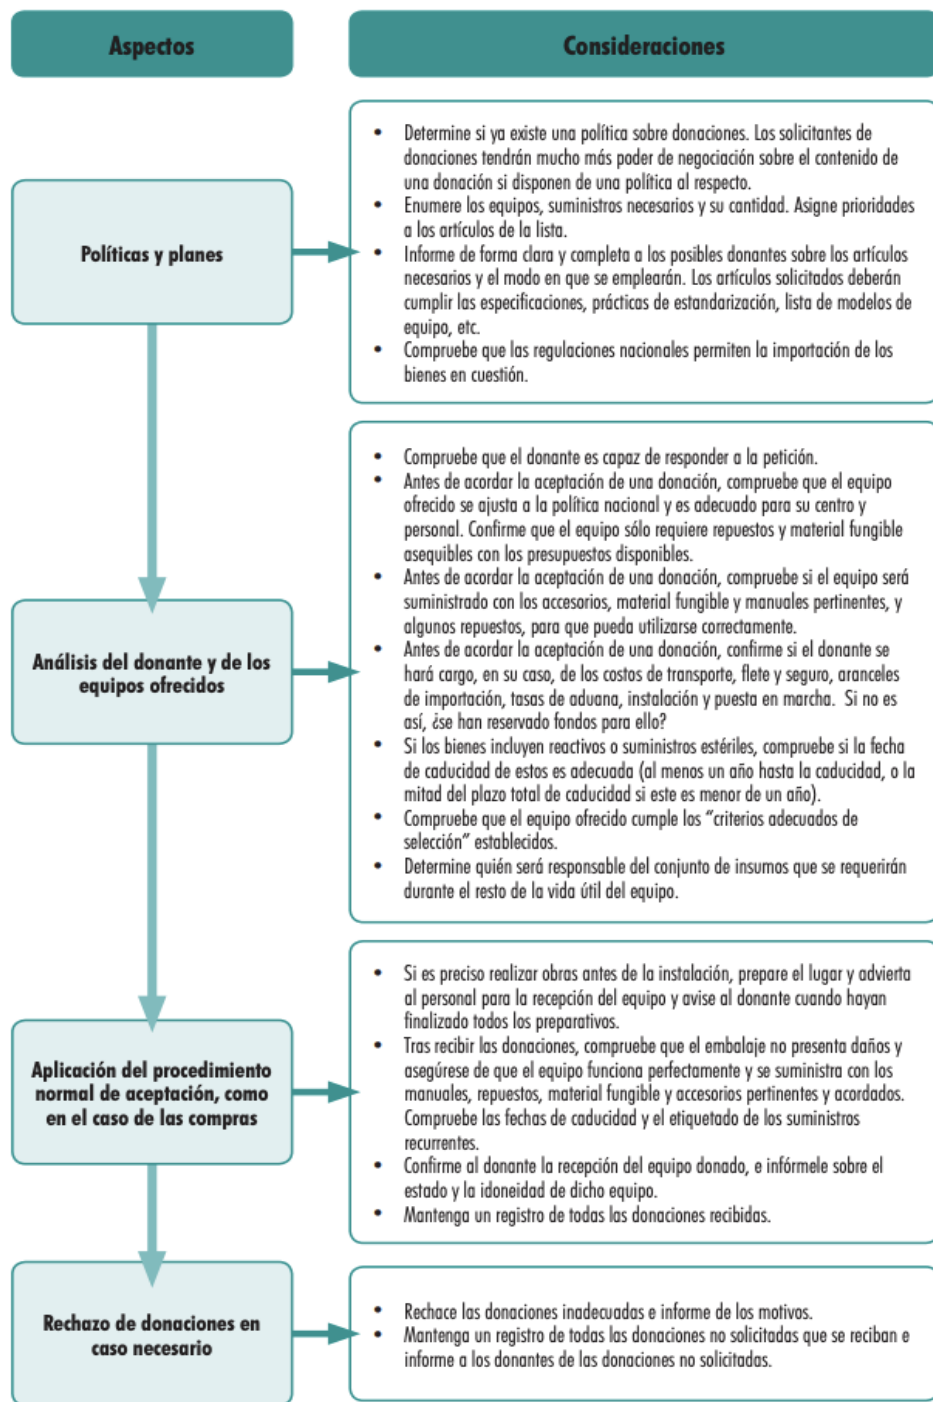 Aspectos
Consideraciones
Políticas y planes
• Determine si ya existe una política sobre donaciones. Los solicitantes de
donaciones tendrán mucho más poder de negociación sobre el contenido de
una donación si disponen de una política al respecto.
• Enumere los equipos, suministros necesarios y su cantidad. Asigne prioridades
a los artículos de la lista.
• Informe de forma clara y completa a los posibles donantes sobre los artículos
necesarios y el modo en que se emplearán. Los artículos solicitados deberán
cumplir las especificaciones, prácticas de estandarización, lista de modelos de
equipo, etc.
• Compruebe que las regulaciones nacionales permiten la importación de los
bienes en cuestión.
Análisis del donante y de los
equipos ofrecidos
• Compruebe que el donante es capaz de responder a la petición.
• Antes de acordar la aceptación de una donación, compruebe que el equipo
ofrecido se ajusta a la política nacional y es adecuado para su centro y
personal. Confirme que el equipo sólo requiere repuestos y material fungible
asequibles con los presupuestos disponibles.
• Antes de acordar la aceptación de una donación, compruebe si el equipo será
suministrado con los accesorios, material fungible y manuales pertinentes, y
algunos repuestos, para que pueda utilizarse correctamente.
• Antes de acordar la aceptación de una donación, confirme si el donante se
hará cargo, en su caso, de los costos de transporte, flete y seguro, aranceles
de importación, tasas de aduana, instalación y puesta en marcha. Si no es
así, ¿se han reservado fondos para ello?
• Si los bienes incluyen reactivos o suministros estériles, compruebe si la fecha
de caducidad de estos es adecuada (al menos un año hasta la caducidad, o la
mitad del plazo total de caducidad si este es menor de un año).
• Compruebe que el equipo ofrecido cumple los “criterios adecuados de
selección” establecidos.
• Determine quién será responsable del conjunto de insumos que se requerirán
durante el resto de la vida útil del equipo.
Aplicación del procedimiento
normal de aceptación, como
en el caso de las compras
• Si es preciso realizar obras antes de la instalación, prepare el lugar y advierta
al personal para la recepción del equipo y avise al donante cuando hayan
finalizado todos los preparativos.
• Tras recibir las donaciones, compruebe que el embalaje no presenta daños y
asegúrese de que el equipo funciona perfectamente y se suministra con los
manuales, repuestos, material fungible y accesorios pertinentes y acordados.
Compruebe las fechas de caducidad y el etiquetado de los suministros
recurrentes.
• Confirme al donante la recepción del equipo donado, e infórmele sobre el
estado y la idoneidad de dicho equipo.
• Mantenga un registro de todas las donaciones recibidas.
Rechazo de donaciones en
caso necesario
• Rechace las donaciones inadecuadas e informe de los motivos.
• Mantenga un registro de todas las donaciones no solicitadas que se reciban e
informe a los donantes de las donaciones no solicitadas.